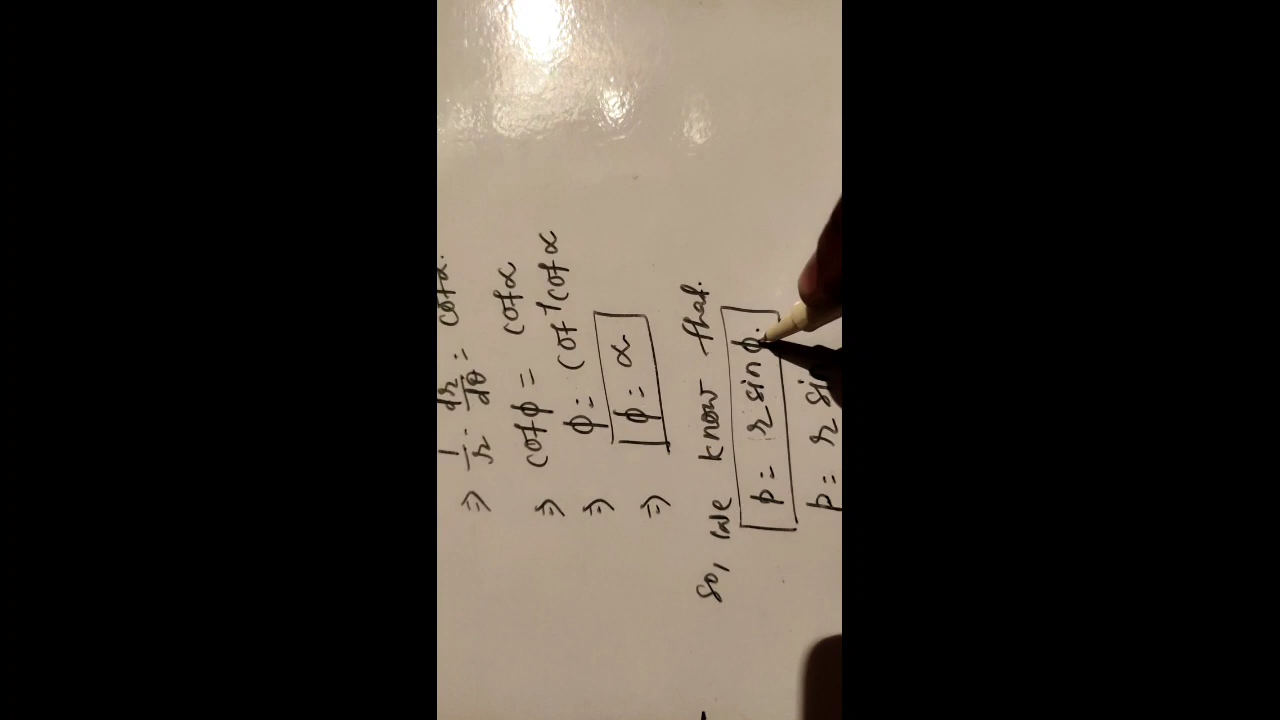 ⇒ 1/r · dr/dθ = cotα.
⇒ cotϕ = cotα
⇒ ϕ = cot⁻¹cotα
⇒ ϕ = α
so, we know that.
p = r sinϕ.
p = r